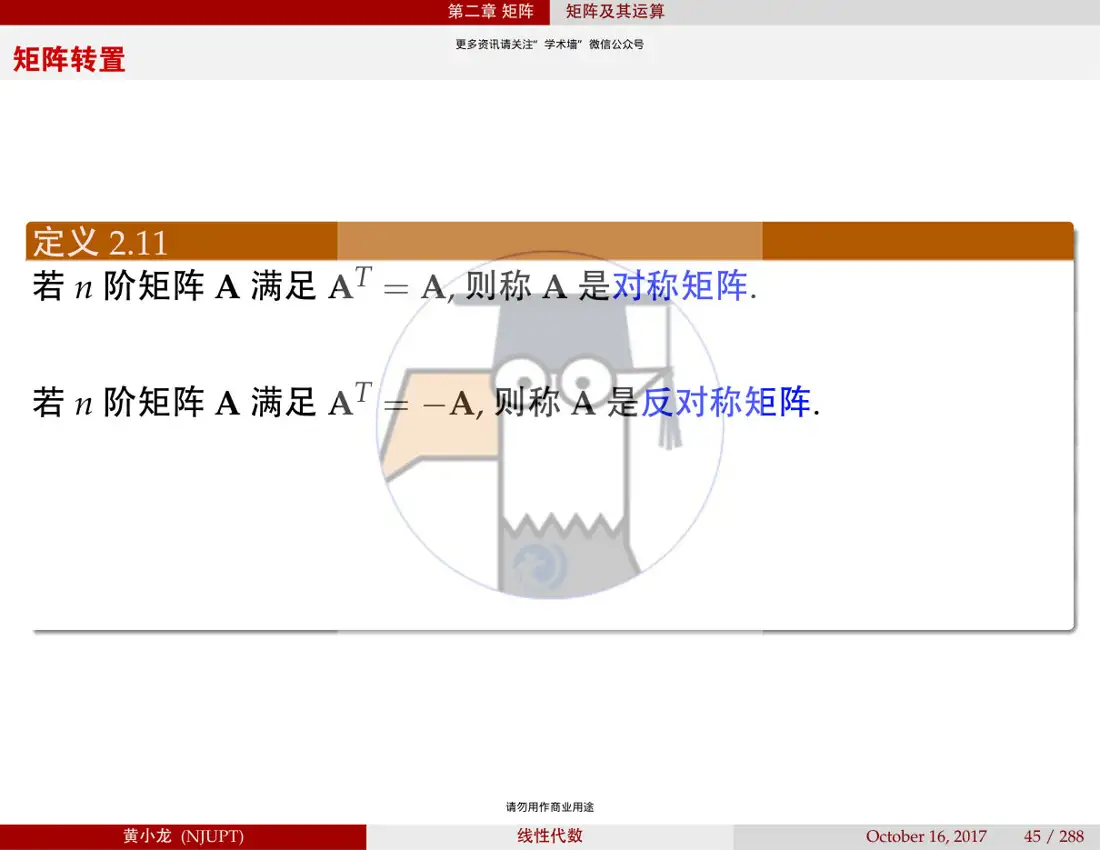 第二章 矩阵 矩阵及其运算
更多资讯请关注“学术墙”微信公众号
矩阵转置
定义 2.11
若 n 阶矩阵 A 满足 Aᵀ = A, 则称 A 是对称矩阵.
若 n 阶矩阵 A 满足 Aᵀ = −A, 则称 A 是反对称矩阵.
请勿用作商业用途
黄小龙 (NJUPT) 线性代数 October 16, 2017 45 / 288